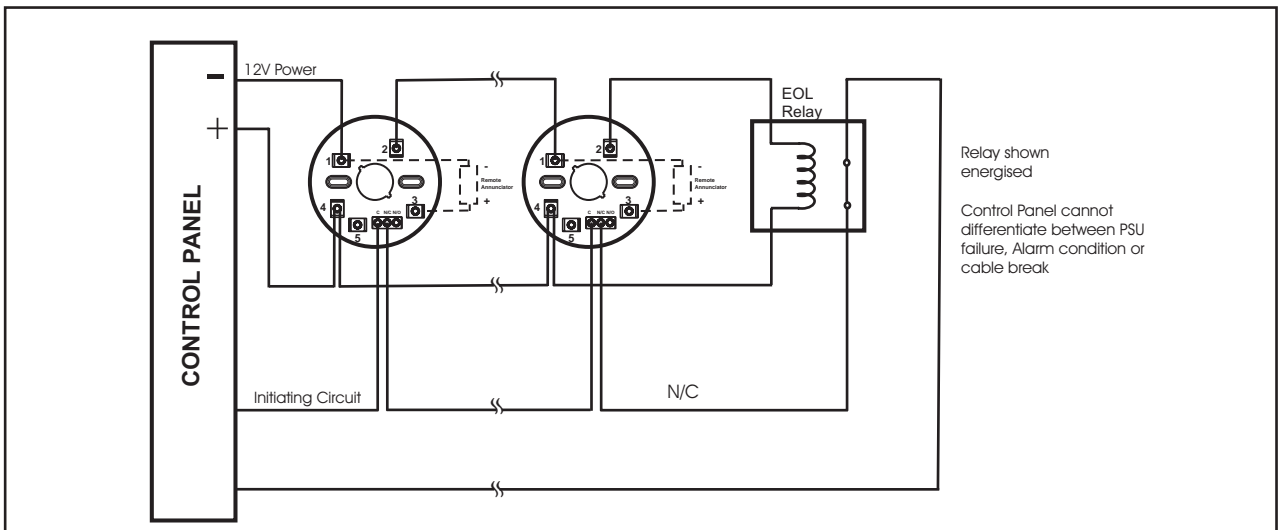 CONTROL PANEL
-
12V Power
+
1
2
3
4
5
C N/C N/O
-
Remote
Annunciator
+
1
2
3
4
5
C N/C N/O
-
Remote
Annunciator
+
EOL
Relay
Relay shown
energised
Control Panel cannot
differentiate between PSU
failure, Alarm condition or
cable break
Initiating Circuit
N/C